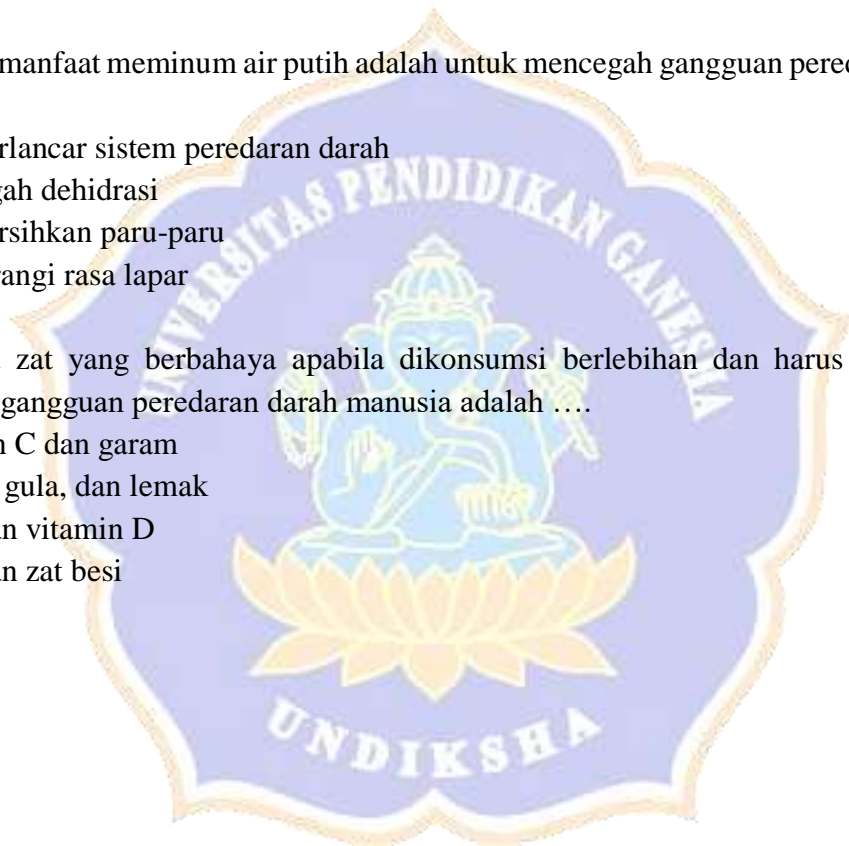 manfaat meminum air putih adalah untuk mencegah gangguan pered
rlancar sistem peredaran darah
gah dehidrasi
rsihkan paru-paru
rangi rasa lapar
zat yang berbahaya apabila dikonsumsi berlebihan dan harus
gangguan peredaran darah manusia adalah ….
n C dan garam
gula, dan lemak
an vitamin D
an zat besi
UNIVERSITAS PENDIDIKAN GANESHA
UNDIKSHA